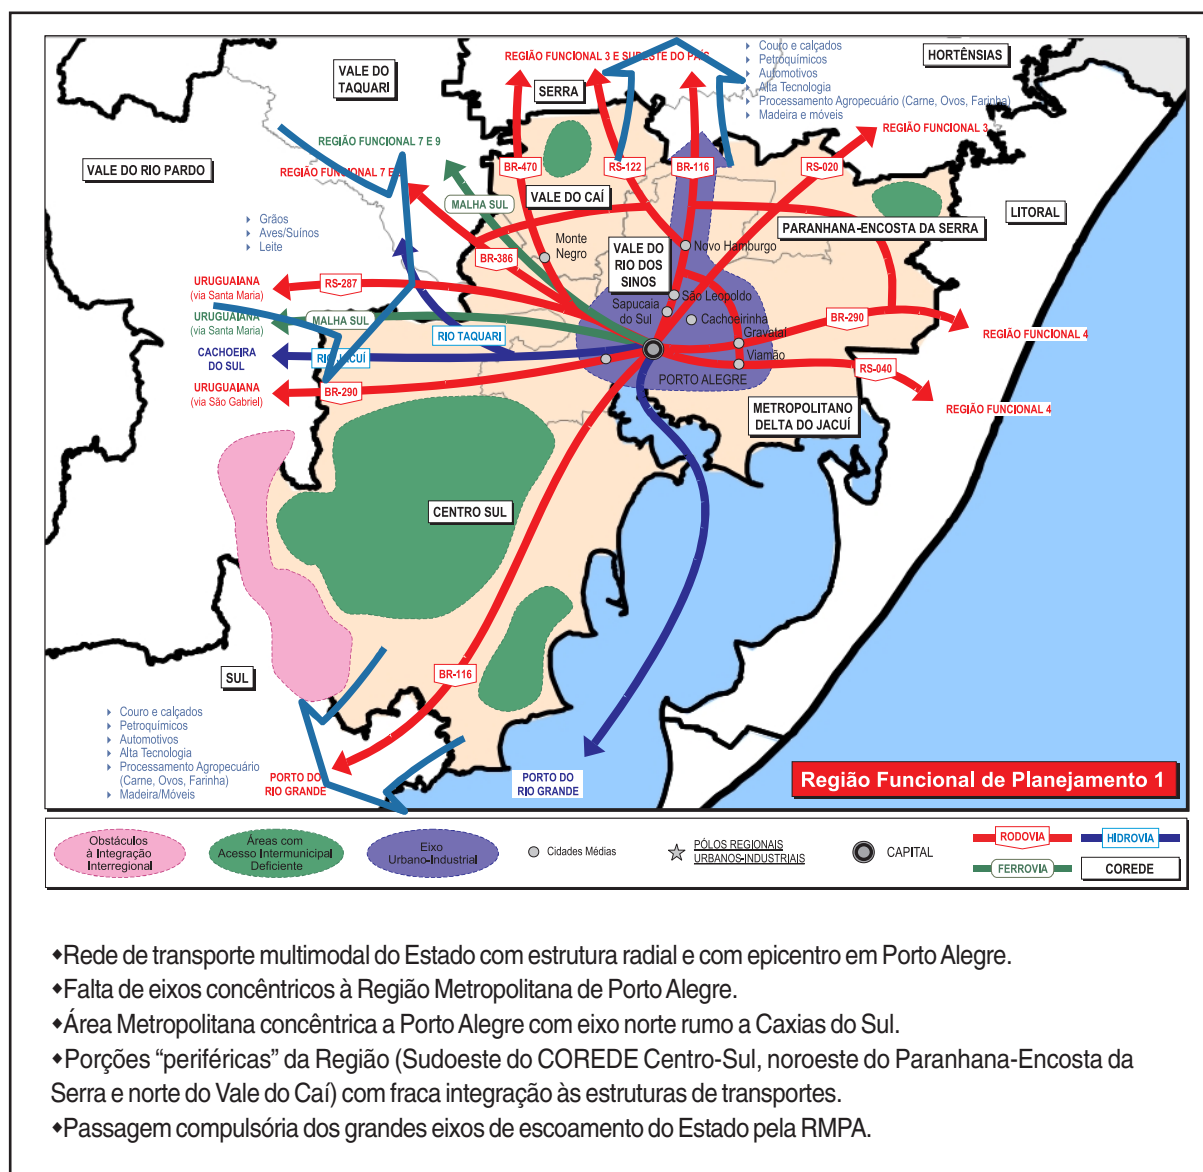 REGIÃO FUNCIONAL 3 E SUDESTE DO PAÍS
Couro e calçados
Petroquímicos
Automotivos
Alta Tecnologia
Processamento Agropecuário (Carne, Ovos, Farinha)
Madeira e móveis
HORTÊNSIAS
VALE DO
TAQUARI
SERRA
REGIÃO FUNCIONAL 3
REGIÃO FUNCIONAL 7 E 9
VALE DO RIO PARDO
REGIÃO FUNCIONAL 7 E
BR-470
RS-122
BR-116
RS-020
VALE DO CAÍ
MALHA SUL
LITORAL
PARANHANA-ENCOSTA DA SERRA
Grãos
Aves/Suínos
Leite
Monte
Negro
VALE DO
RIO DOS
SINOS
Novo Hamburgo
BR-386
URUGUAIANA
(via Santa Maria)
RS-287
São Leopoldo
Sapucaia
do Sul
Cachoeirinha
URUGUAIANA
(via Santa Maria)
MALHA SUL
RIO TAQUARI
Gravataí
BR-290
REGIÃO FUNCIONAL 4
CACHOEIRA
DO SUL
RIO JACUÍ
Viamão
RS-040
URUGUAIANA
(via São Gabriel)
BR-290
PORTO ALEGRE
REGIÃO FUNCIONAL 4
METROPOLITANO
DELTA DO JACUÍ
CENTRO SUL
SUL
BR-116
Couro e calçados
Petroquímicos
Automotivos
Alta Tecnologia
Processamento Agropecuário
(Carne, Ovos, Farinha)
Madeira/Móveis
PORTO DO
RIO GRANDE
PORTO DO
RIO GRANDE
Região Funcional de Planejamento 1
Obstáculos
à Integração
Interregional
Áreas com
Acesso Intermunicipal
Deficiente
Eixo
Urbano-Industrial
Cidades Médias
PÓLOS REGIONAIS
URBANOS-INDUSTRIAIS
CAPITAL
RODOVIA
HIDROVIA
FERROVIA
COREDE
◆Rede de transporte multimodal do Estado com estrutura radial e com epicentro em Porto Alegre.
◆Falta de eixos concêntricos à Região Metropolitana de Porto Alegre.
◆Área Metropolitana concêntrica a Porto Alegre com eixo norte rumo a Caxias do Sul.
◆Porções “periféricas” da Região (Sudoeste do COREDE Centro-Sul, noroeste do Paranhana-Encosta da
Serra e norte do Vale do Caí) com fraca integração às estruturas de transportes.
◆Passagem compulsória dos grandes eixos de escoamento do Estado pela RMPA.